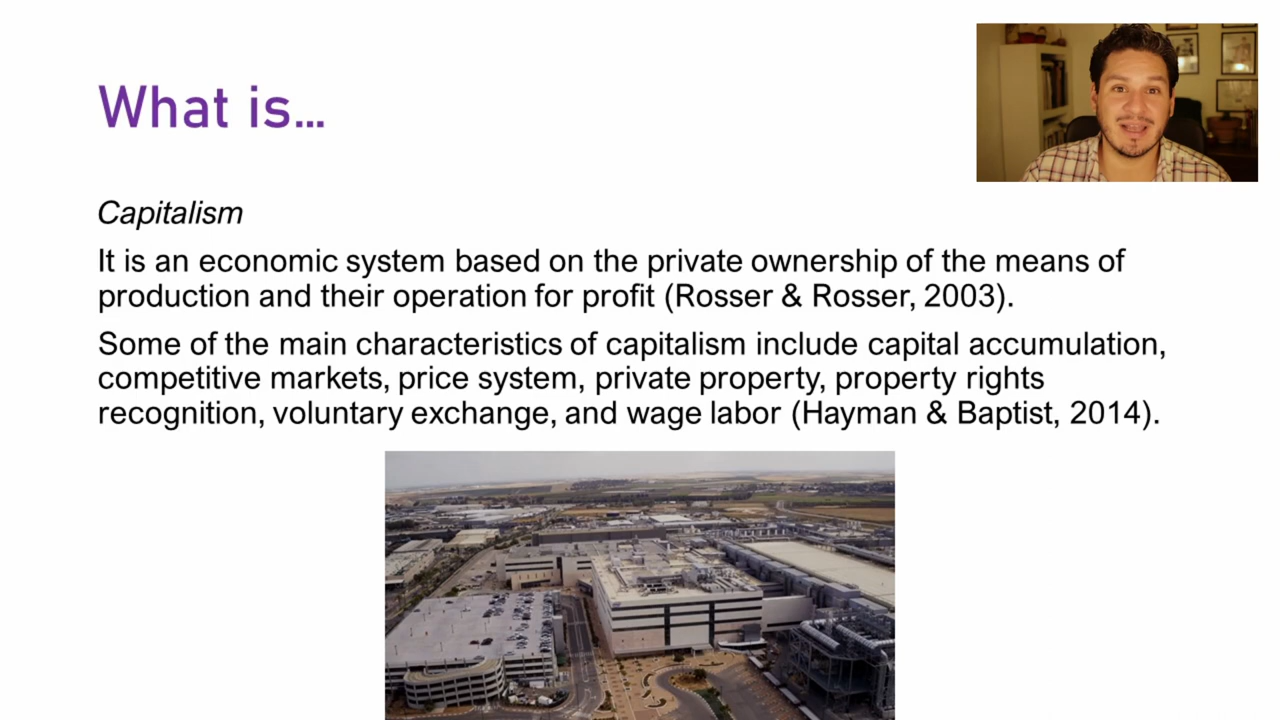 What is...
Capitalism
It is an economic system based on the private ownership of the means of
production and their operation for profit (Rosser & Rosser, 2003).
Some of the main characteristics of capitalism include capital accumulation,
competitive markets, price system, private property, property rights
recognition, voluntary exchange, and wage labor (Hayman & Baptist, 2014).